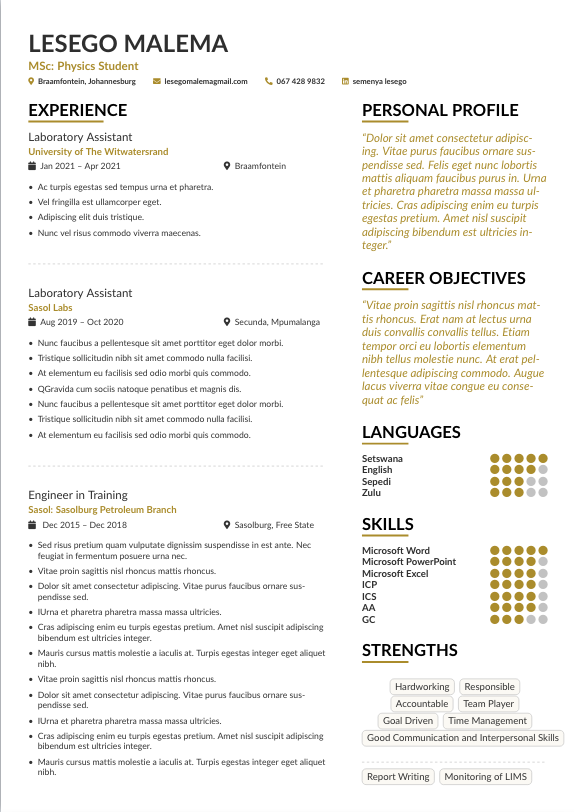 LESEGO MALEMA
MSc: Physics Student
Braamfontein, Johannesburg lesegomalemagmail.com 067 428 9832 semenya lesego
EXPERIENCE
Laboratory Assistant
University of The Witwatersrand
Jan 2021 – Apr 2021 Braamfontein
• Ac turpis egestas sed tempus urna et pharetra.
• Vel fringilla est ullamcorper eget.
• Adipiscing elit duis tristique.
• Nunc vel risus commodo viverra maecenas.
Laboratory Assistant
Sasol Labs
Aug 2019 – Oct 2020 Secunda, Mpumalanga
• Nunc faucibus a pellentesque sit amet porttitor eget dolor morbi.
• Tristique sollicitudin nibh sit amet commodo nulla facilisi.
• At elementum eu facilisis sed odio morbi quis commodo.
• QGravida cum sociis natoque penatibus et magnis dis.
• Nunc faucibus a pellentesque sit amet porttitor eget dolor morbi.
• Tristique sollicitudin nibh sit amet commodo nulla facilisi.
• At elementum eu facilisis sed odio morbi quis commodo.
Engineer in Training
Sasol: Sasolburg Petroleum Branch
Dec 2015 – Dec 2018 Sasolburg, Free State
• Sed risus pretium quam vulputate dignissim suspendisse in est ante. Nec
feugiat in fermentum posuere urna nec.
• Vitae proin sagittis nisl rhoncus mattis rhoncus.
• Dolor sit amet consectetur adipiscing. Vitae purus faucibus ornare sus-
pendisse sed.
• IUrna et pharetra pharetra massa massa ultricies.
• Cras adipiscing enim eu turpis egestas pretium. Amet nisl suscipit adipiscing
bibendum est ultricies integer.
• Mauris cursus mattis molestie a iaculis at. Turpis egestas integer eget aliquet
nibh.
• Vitae proin sagittis nisl rhoncus mattis rhoncus.
• Dolor sit amet consectetur adipiscing. Vitae purus faucibus ornare sus-
pendisse sed.
• IUrna et pharetra pharetra massa massa ultricies.
• Cras adipiscing enim eu turpis egestas pretium. Amet nisl suscipit adipiscing
bibendum est ultricies integer.
• Mauris cursus mattis molestie a iaculis at. Turpis egestas integer eget aliquet
nibh.
PERSONAL PROFILE
“Dolor sit amet consectetur adipisc-
ing. Vitae purus faucibus ornare sus-
pendisse sed. Felis eget nunc lobortis
mattis aliquam faucibus purus in. Urna
et pharetra pharetra massa massa ul-
tricies. Cras adipiscing enim eu turpis
egestas pretium. Amet nisl suscipit
adipiscing bibendum est ultricies in-
teger.”
CAREER OBJECTIVES
“Vitae proin sagittis nisl rhoncus mat-
tis rhoncus. Erat nam at lectus urna
duis convallis convallis tellus. Etiam
tempor orci eu lobortis elementum
nibh tellus molestie nunc. At erat pel-
lentesque adipiscing commodo. Augue
lacus viverra vitae congue eu conse-
quat ac felis”
LANGUAGES
Setswana
English
Sepedi
Zulu
SKILLS
Microsoft Word
Microsoft PowerPoint
Microsoft Excel
ICP
ICS
AA
GC
STRENGTHS
Hardworking Responsible
Accountable Team Player
Goal Driven Time Management
Good Communication and Interpersonal Skills
Report Writing Monitoring of LIMS